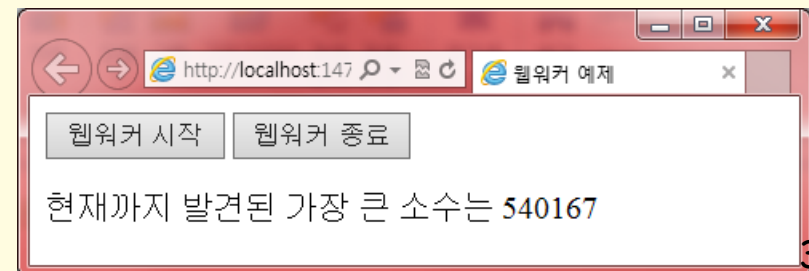 http://localhost:147
웹워커 예제
웹워커 시작 웹워커 종료
현재까지 발견된 가장 큰 소수는 540167